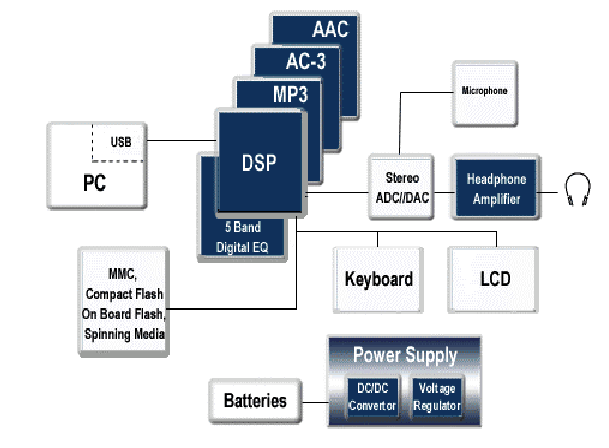 AAC
AC-3
MP3
DSP
5 Band
Digital EQ
USB
PC
Microphone
Stereo
ADC//DAC
Headphone
Amplifier
MMC,
Compact Flash
On Board Flash,
Spinning Media
Keyboard
LCD
Power Supply
DC/DC
Convertor
Voltage
Regulator
Batteries